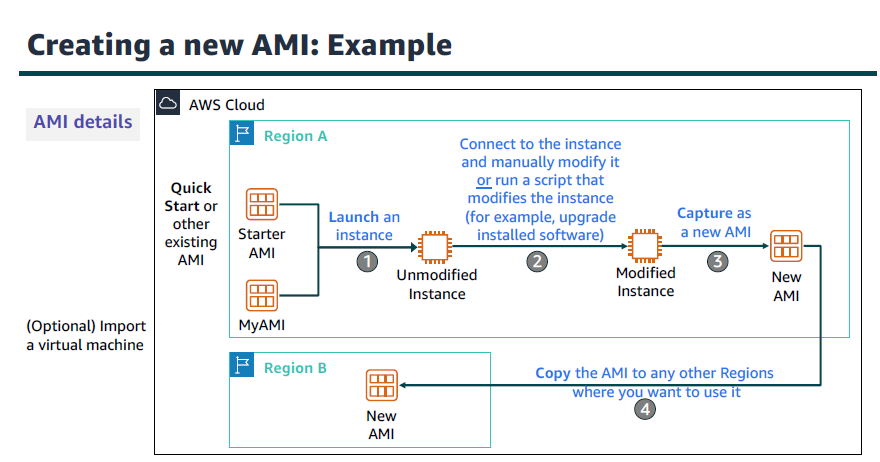 Creating a new AMI: Example
AMI details
AWS Cloud
Region A
Quick
Start or
other
existing
AMI
Starter
AMI
MyAMI
Launch an
instance
1
Unmodified
Instance
Connect to the instance
and manually modify it
or run a script that
modifies the instance
(for example, upgrade
installed software)
2
Modified
Instance
Capture as
a new AMI
3
New
AMI
(Optional) Import
a virtual machine
Region B
New
AMI
Copy the AMI to any other Regions
where you want to use it
4